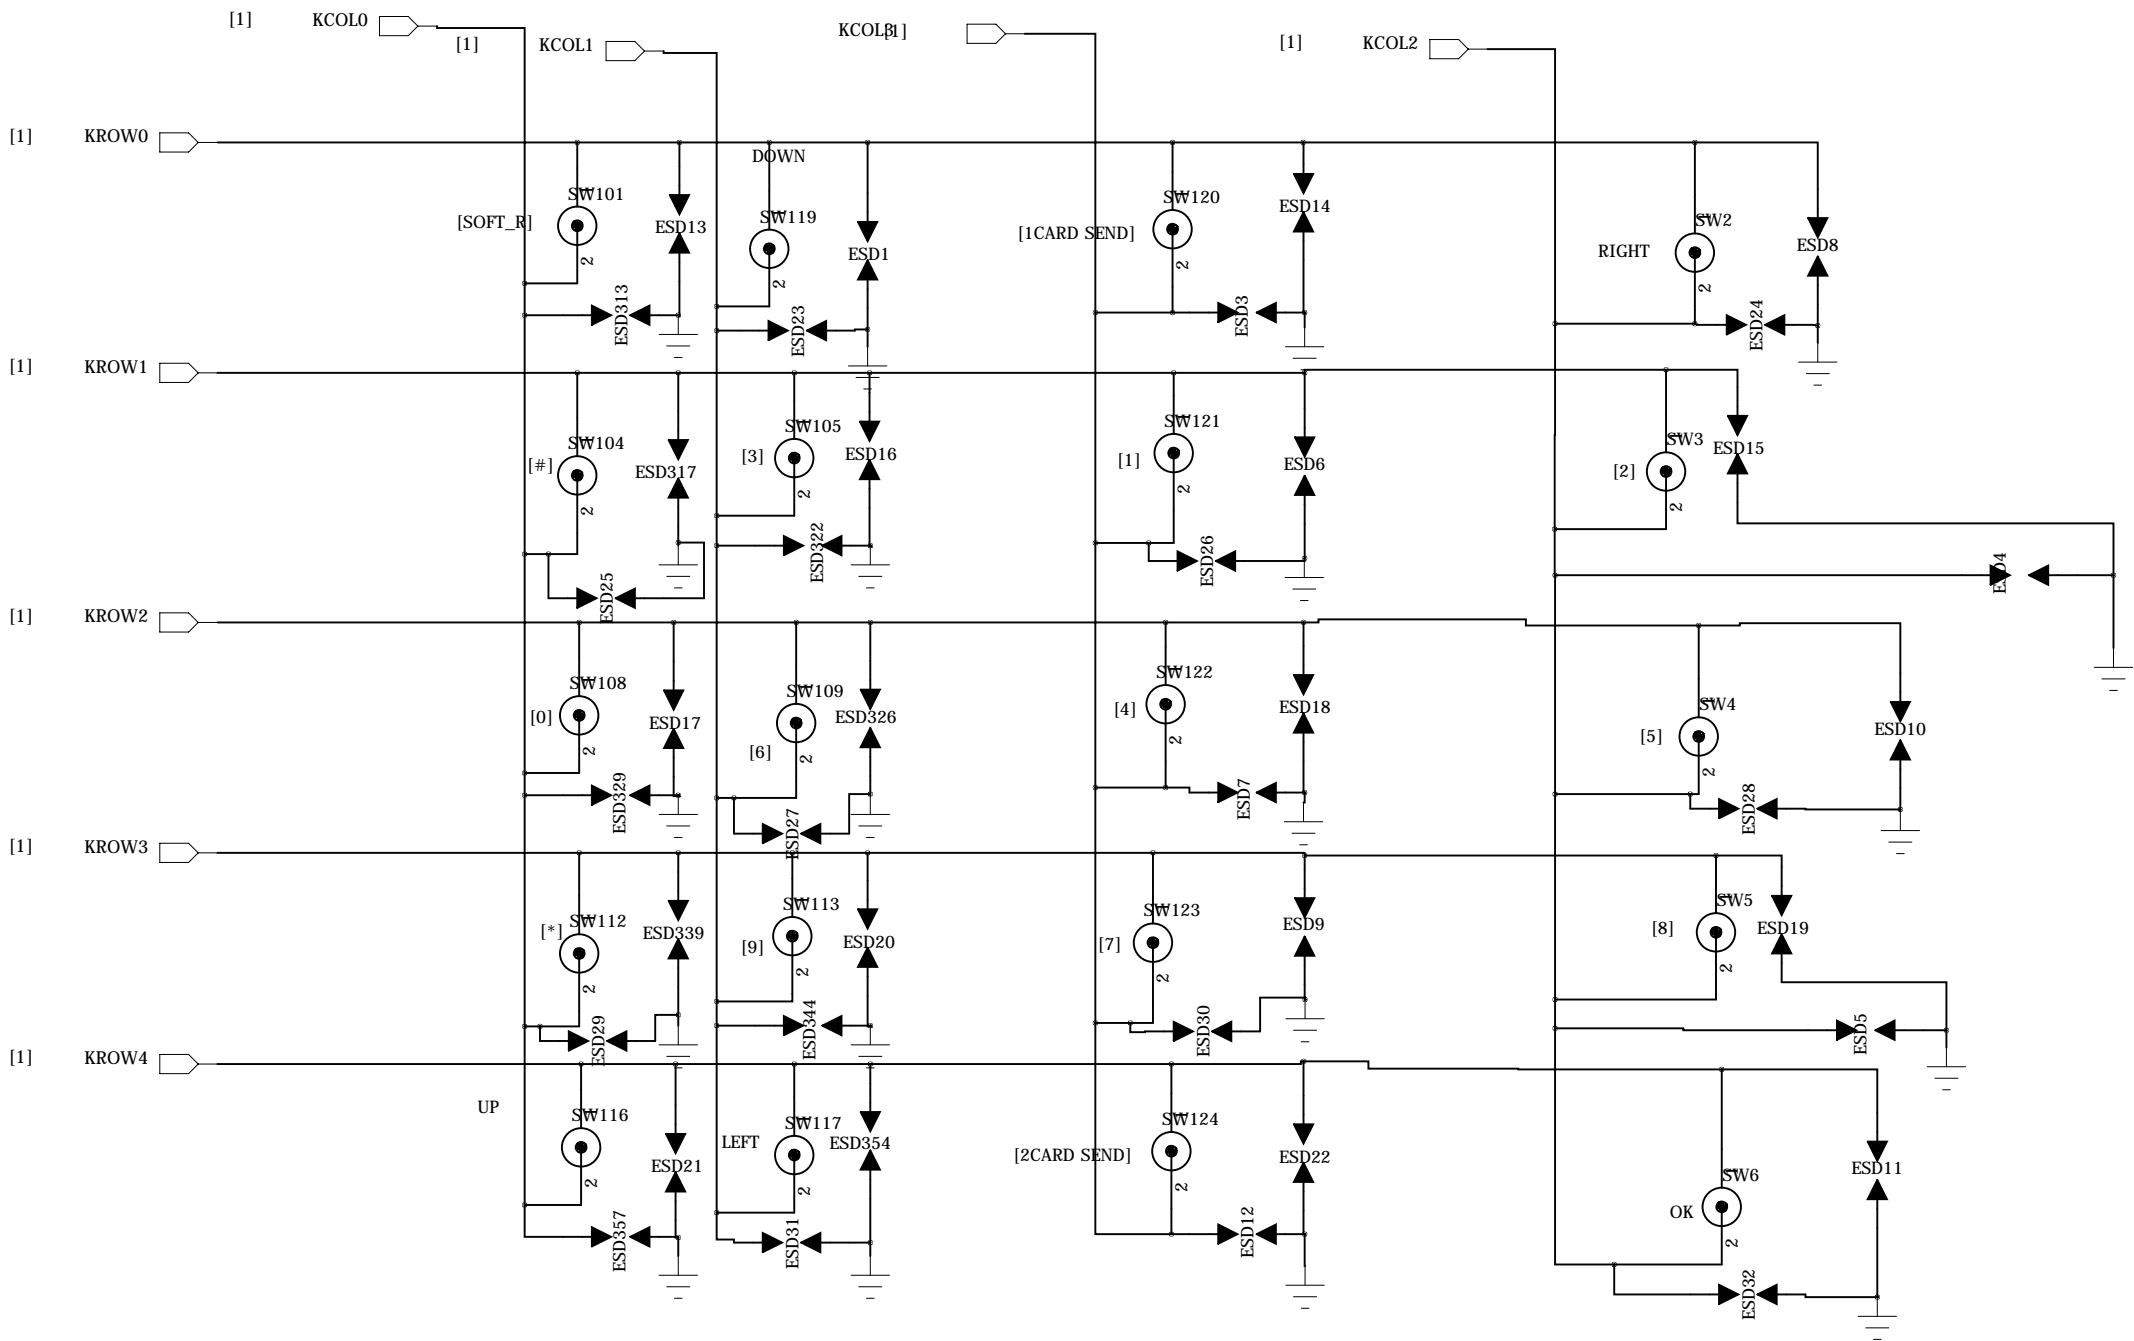 [1] KCOL0
[1] KCOL1
KCOL3 [1]
[1] KCOL2
[1] KROW0
DOWN
SW101
[SOFT_R]
2
ESD13
ESD313
SW119
2
ESD1
ESD23
SW120
[1CARD SEND]
2
ESD14
ESD3
SW2
RIGHT
2
ESD8
ESD24
[1] KROW1
SW104
[#]
2
ESD317
ESD25
SW105
[3]
2
ESD16
ESD322
SW121
[1]
2
ESD6
ESD26
SW3
[2]
2
ESD15
ESD4
[1] KROW2
SW108
[0]
2
ESD17
ESD329
SW109
[6]
2
ESD326
ESD27
SW122
[4]
2
ESD18
ESD7
SW4
[5]
2
ESD10
ESD28
[1] KROW3
SW112
[*]
2
ESD339
ESD29
SW113
[9]
2
ESD20
ESD344
SW123
[7]
2
ESD9
ESD30
SW5
[8]
2
ESD19
ESD5
[1] KROW4
UP
SW116
2
ESD21
ESD357
SW117
LEFT
2
ESD354
ESD31
SW124
[2CARD SEND]
2
ESD22
ESD12
SW6
OK
2
ESD11
ESD32